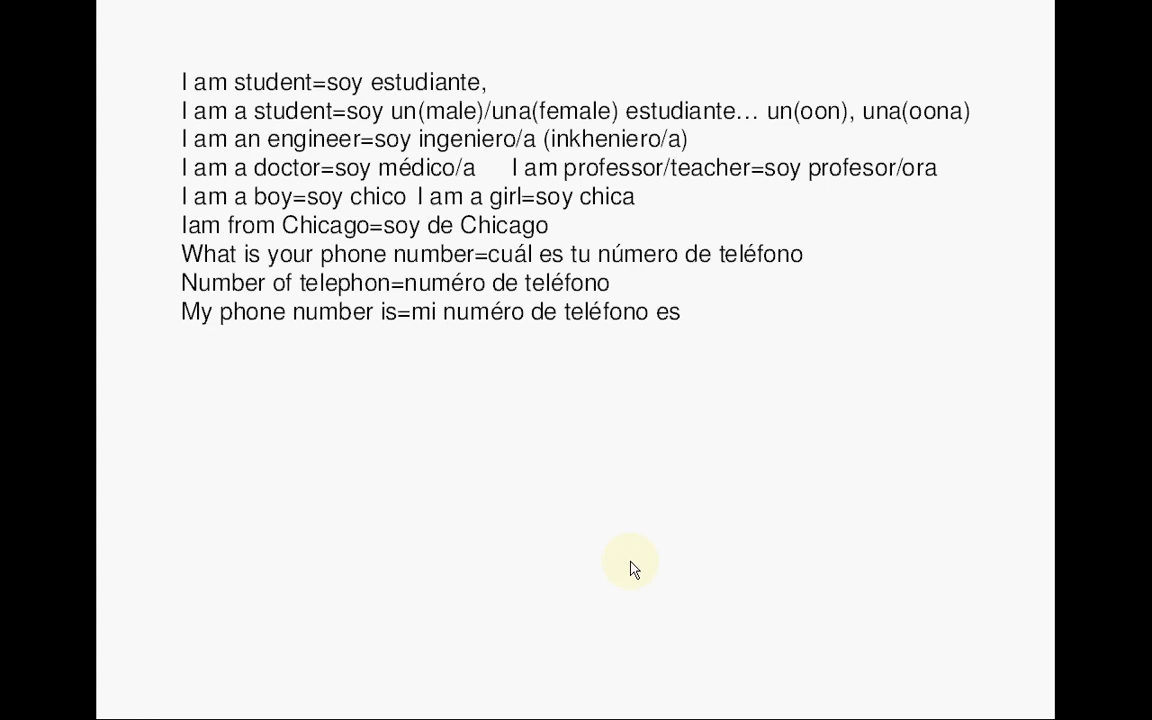 I am student=soy estudiante,
I am a student=soy un(male)/una(female) estudiante... un(oon), una(oona)
I am an engineer=soy ingeniero/a (inkheniero/a)
I am a doctor=soy médico/a I am professor/teacher=soy profesor/ora
I am a boy=soy chico I am a girl=soy chica
Iam from Chicago=soy de Chicago
What is your phone number=cuál es tu número de teléfono
Number of telephon=numéro de teléfono
My phone number is=mi numéro de teléfono es